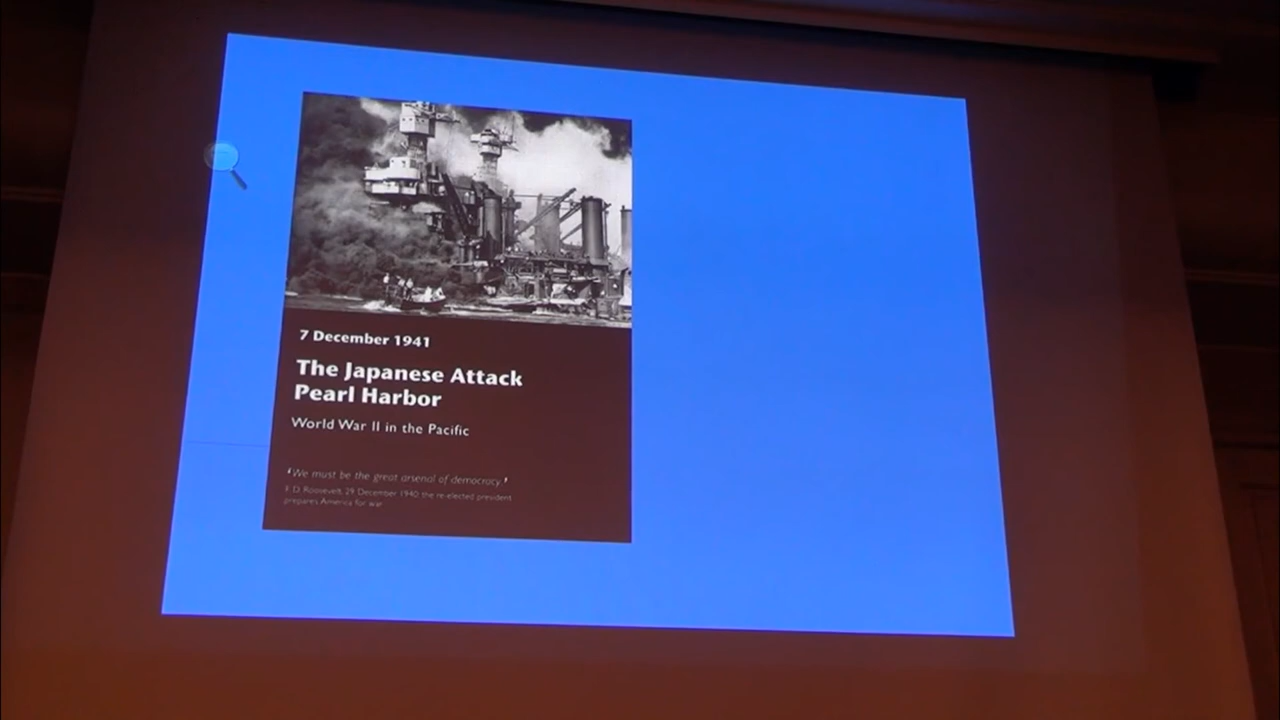 7 December 1941
The Japanese Attack
Pearl Harbor
World War II in the Pacific
'We must be the great arsenal of democracy.'
F. D. Roosevelt, 29 December 1940 the re-elected president
prepares America for war